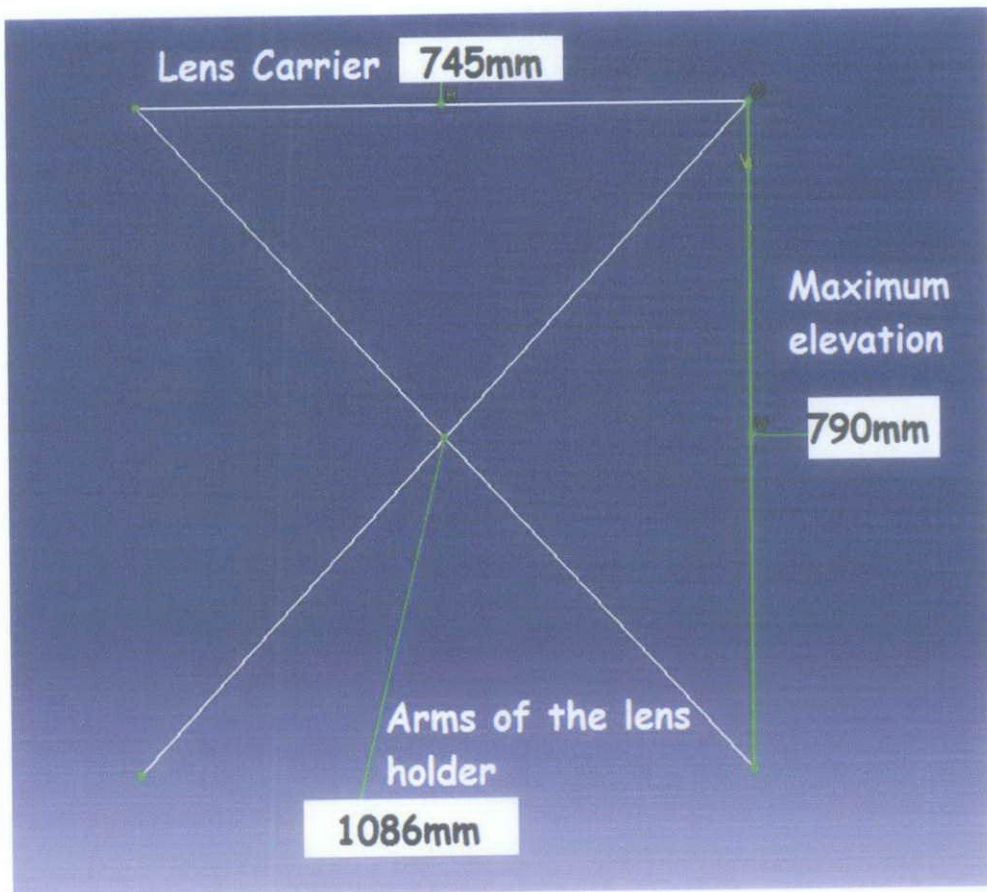 Lens Carrier 745mm
Maximum
elevation
790mm
Arms of the lens
holder
1086mm